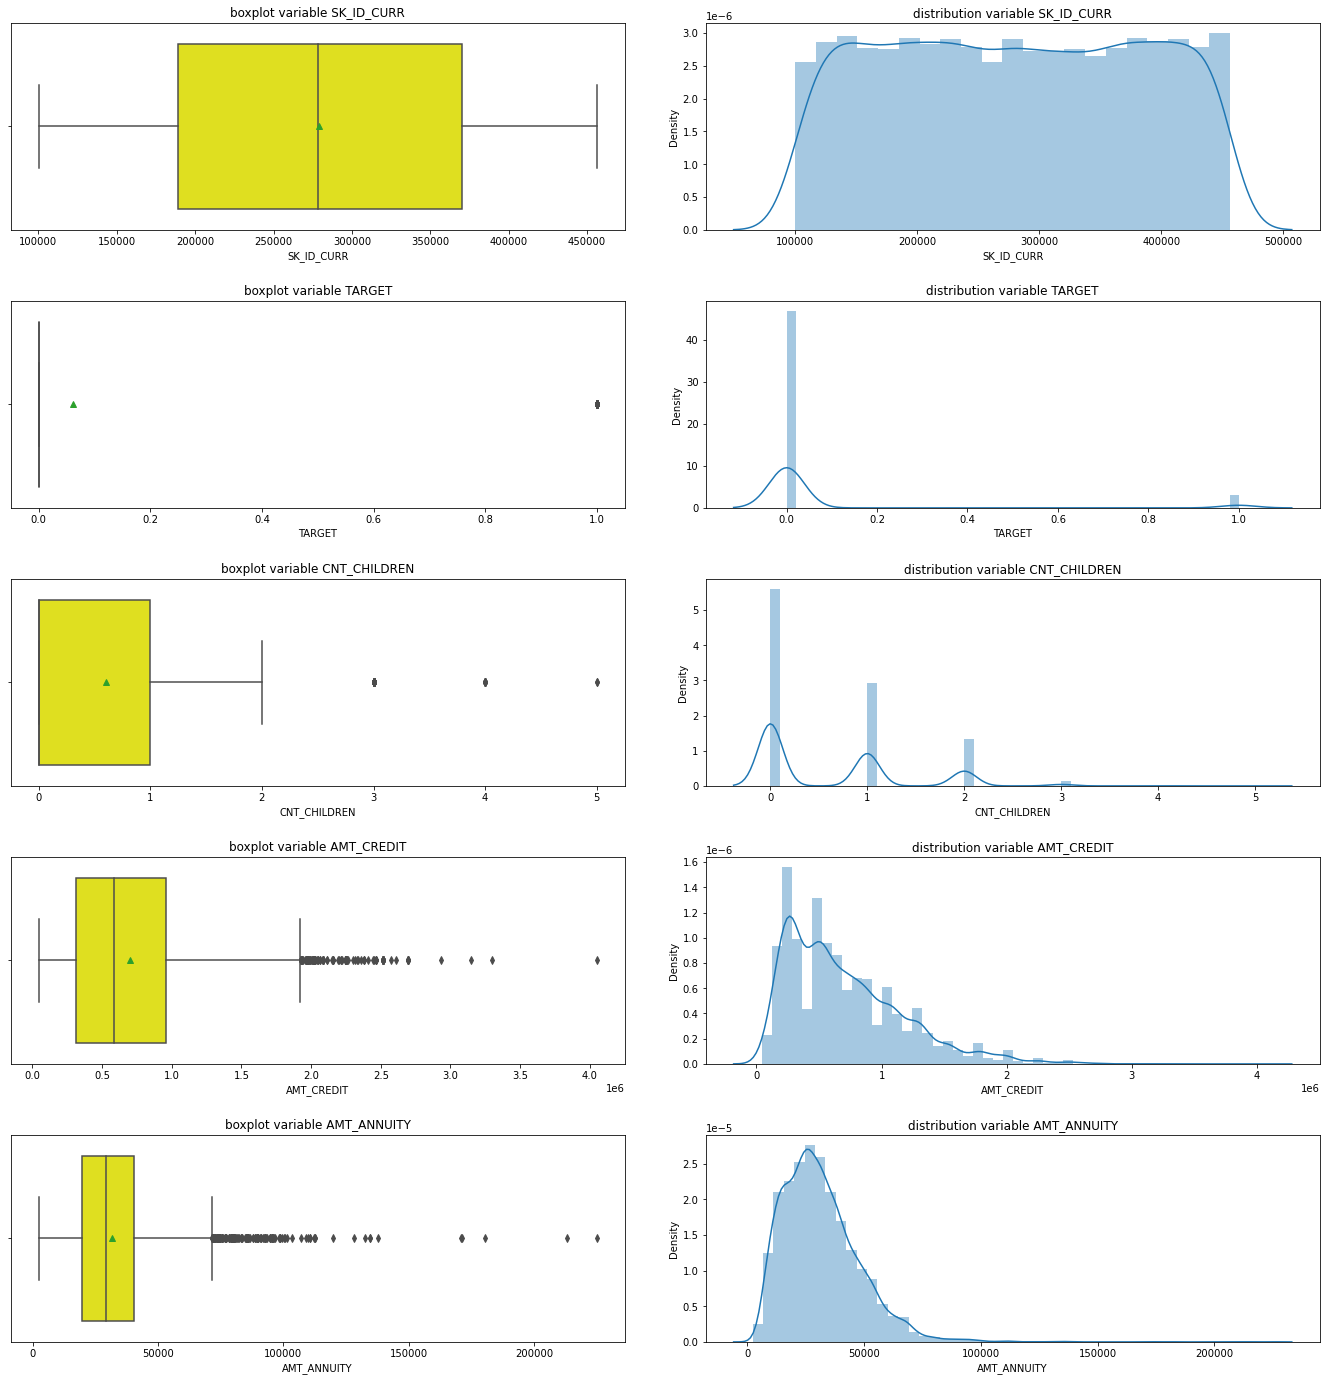 boxplot variable SK_ID_CURR
100000 150000 200000 250000 300000 350000 400000 450000
SK_ID_CURR
distribution variable SK_ID_CURR
1e−6
3.0
2.5
2.0
1.5
1.0
0.5
0.0
Density
100000 200000 300000 400000 500000
SK_ID_CURR
boxplot variable TARGET
0.0 0.2 0.4 0.6 0.8 1.0
TARGET
distribution variable TARGET
40
30
20
10
0
Density
0.0 0.2 0.4 0.6 0.8 1.0
TARGET
boxplot variable CNT_CHILDREN
0 1 2 3 4 5
CNT_CHILDREN
distribution variable CNT_CHILDREN
5
4
3
2
1
0
Density
0 1 2 3 4 5
CNT_CHILDREN
boxplot variable AMT_CREDIT
0.0 0.5 1.0 1.5 2.0 2.5 3.0 3.5 4.0
1e6
AMT_CREDIT
distribution variable AMT_CREDIT
1e−6
1.6
1.4
1.2
1.0
0.8
0.6
0.4
0.2
0.0
Density
0 1 2 3 4
1e6
AMT_CREDIT
boxplot variable AMT_ANNUITY
0 50000 100000 150000 200000
AMT_ANNUITY
distribution variable AMT_ANNUITY
1e−5
2.5
2.0
1.5
1.0
0.5
0.0
Density
0 50000 100000 150000 200000
AMT_ANNUITY